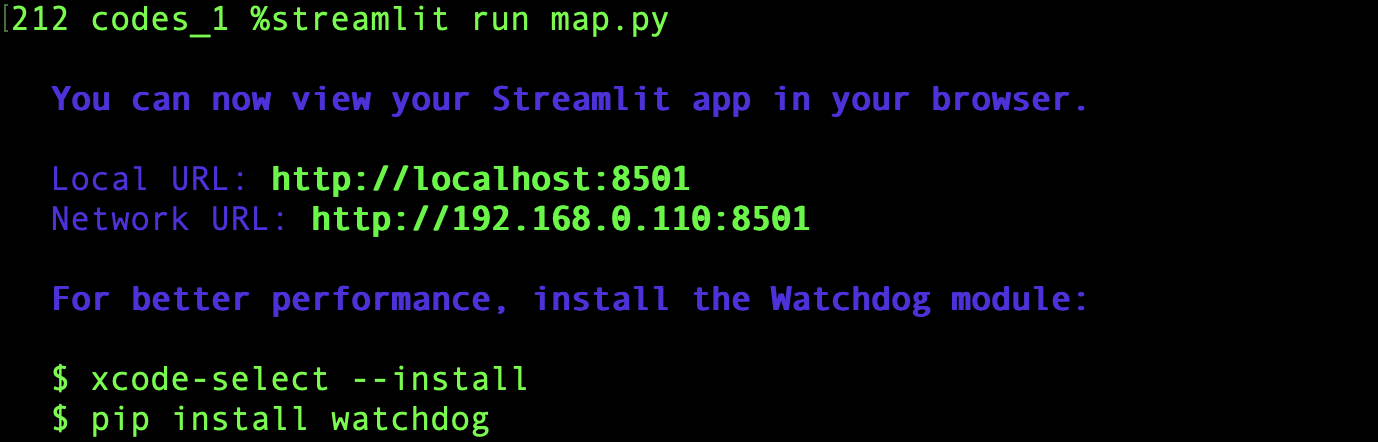 [212 codes_1 %streamlit run map.py
You can now view your Streamlit app in your browser.
Local URL: http://localhost:8501
Network URL: http://192.168.0.110:8501
For better performance, install the Watchdog module:
$ xcode-select --install
$ pip install watchdog